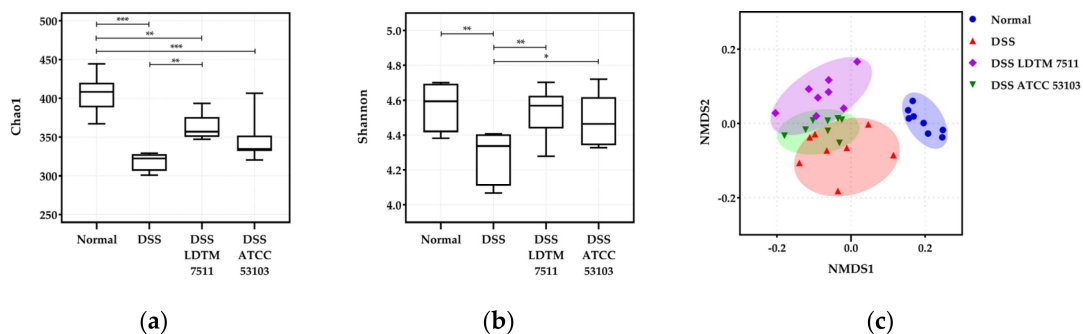 ***
**
***
**
450
400
350
300
250
Chao1
Normal
DSS
DSS
LDTM
7511
DSS
ATCC
53103
(a)
**
**
*
5.0
4.8
4.6
4.4
4.2
4.0
Shannon
Normal
DSS
DSS
LDTM
7511
DSS
ATCC
53103
(b)
0.2
0.0
-0.2
NMDS2
-0.2
0.0
0.2
NMDS1
Normal
DSS
DSS LDTM 7511
DSS ATCC 53103
(c)